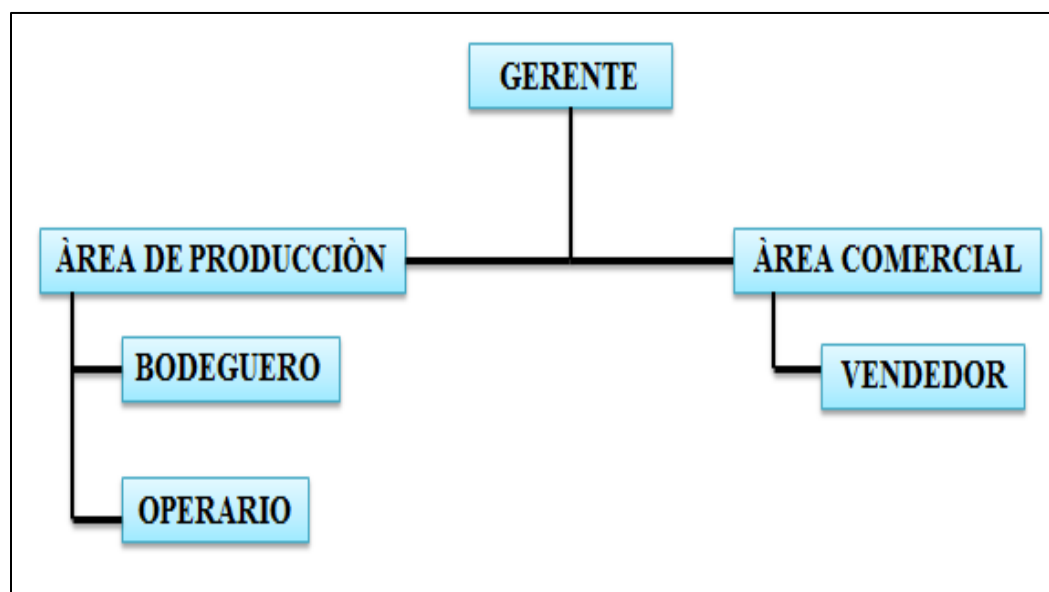 GERENTE
ÀREA DE PRODUCCIÒN
ÀREA COMERCIAL
BODEGUERO
VENDEDOR
OPERARIO